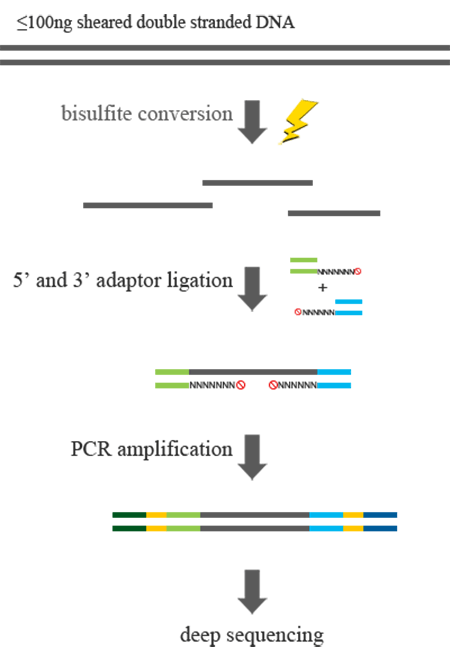 ≤100ng sheared double stranded DNA
bisulfite conversion
5’ and 3’ adaptor ligation
NNNNNNN
+
NNNNNN
NNNNNNN NNNNNN
PCR amplification
deep sequencing